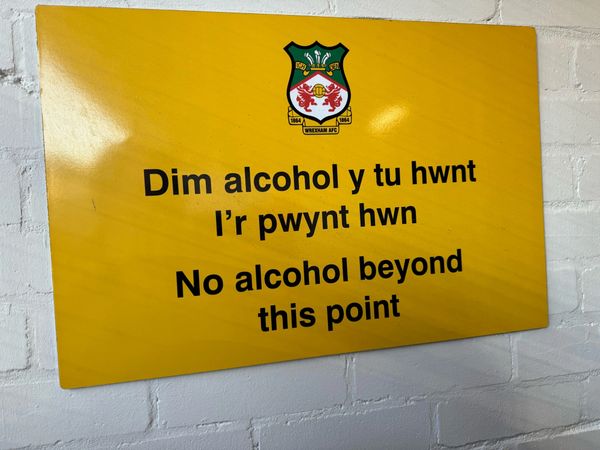 1864 1864
WREXHAM AFC
Dim alcohol y tu hwnt
I'r pwynt hwn
No alcohol beyond
this point